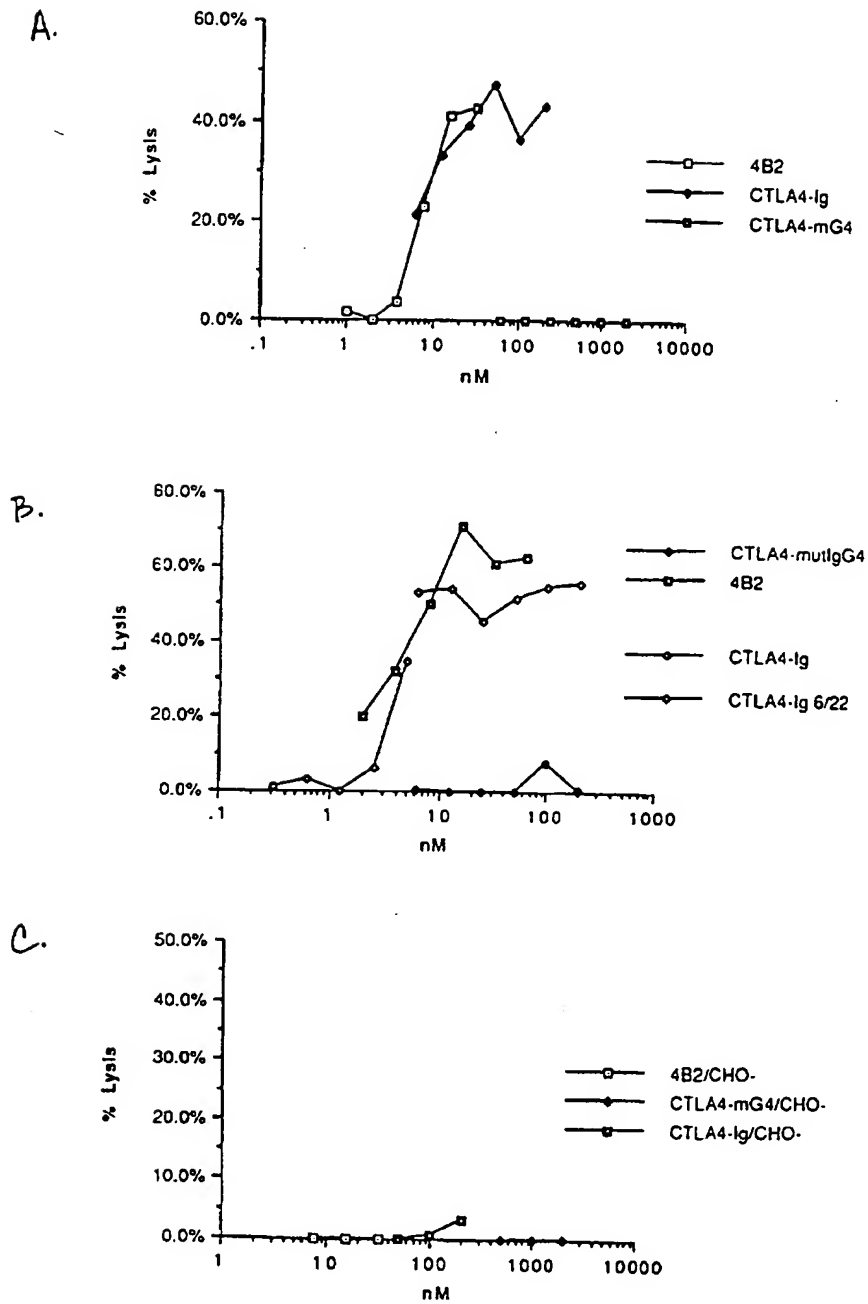 A.
60.0%
40.0%
20.0%
0.0%
% Lysis
.1 1 10 100 1000 10000
nM
4B2
CTLA4-Ig
CTLA4-mG4
B.
80.0%
60.0%
40.0%
20.0%
0.0%
% Lysis
.1 1 10 100 1000
nM
CTLA4-mutIgG4
4B2
CTLA4-Ig
CTLA4-Ig 6/22
C.
50.0%
40.0%
30.0%
20.0%
10.0%
0.0%
% Lysis
1 10 100 1000 10000
nM
4B2/CHO-
CTLA4-mG4/CHO-
CTLA4-Ig/CHO-